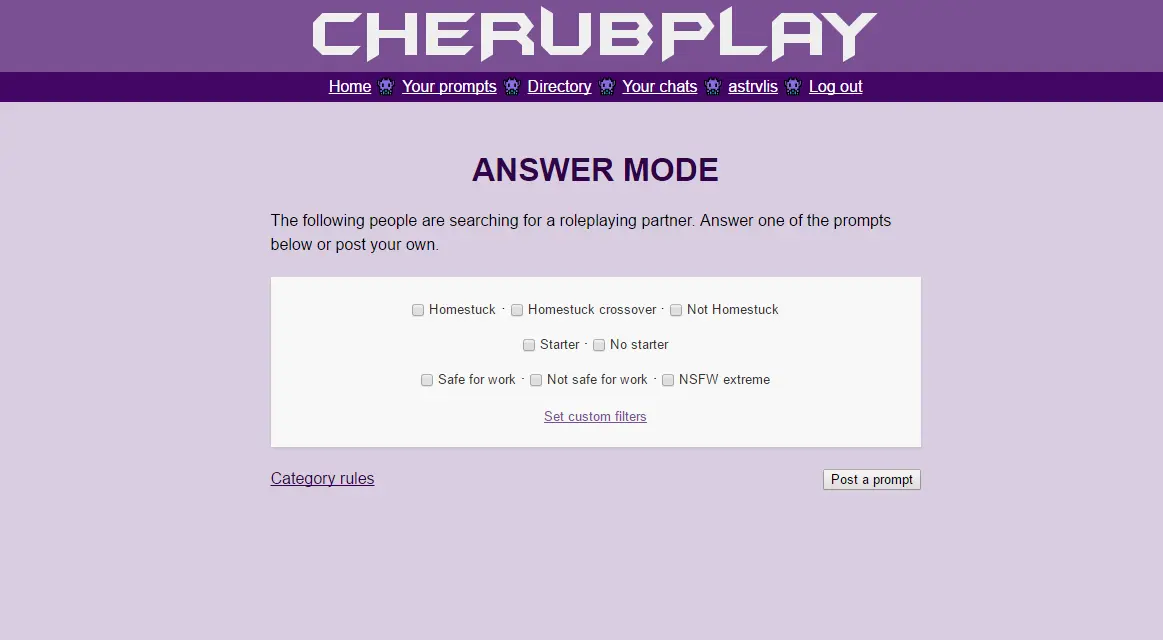 CHERUBPLAY
Home Your prompts Directory Your chats astrvlis Log out
ANSWER MODE
The following people are searching for a roleplaying partner. Answer one of the prompts
below or post your own.
Homestuck · Homestuck crossover · Not Homestuck
Starter · No starter
Safe for work · Not safe for work · NSFW extreme
Set custom filters
Category rules Post a prompt